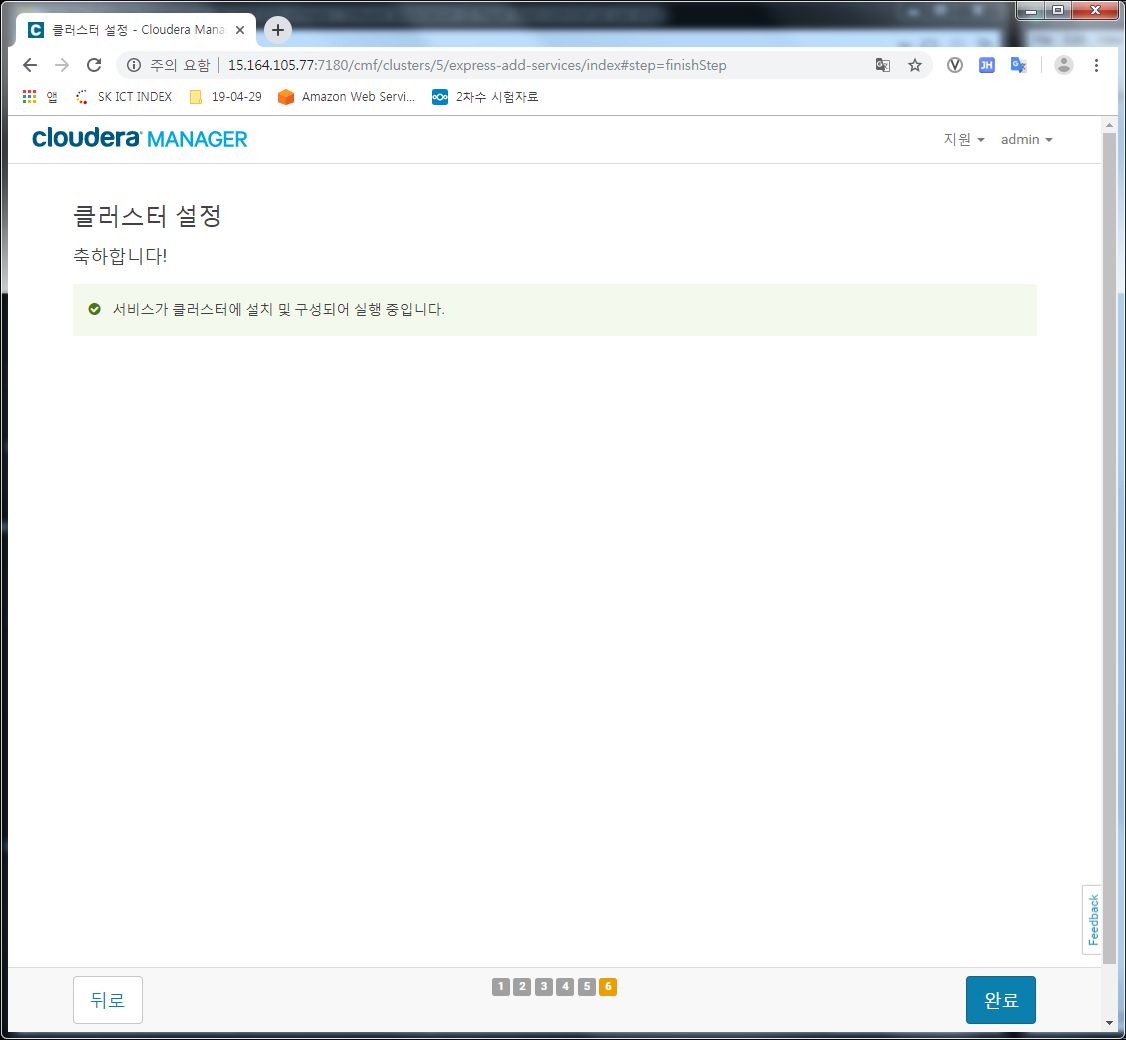 클러스터 설정 - Cloudera Mana
주의 요함 15.164.105.77:7180/cmf/clusters/5/express-add-services/index#step=finishStep
앱 SK ICT INDEX 19-04-29 Amazon Web Servi... 2차수 시험자료
cloudera MANAGER 지원 admin
클러스터 설정
축하합니다!
서비스가 클러스터에 설치 및 구성되어 실행 중입니다.
Feedback
뒤로 1 2 3 4 5 6 완료